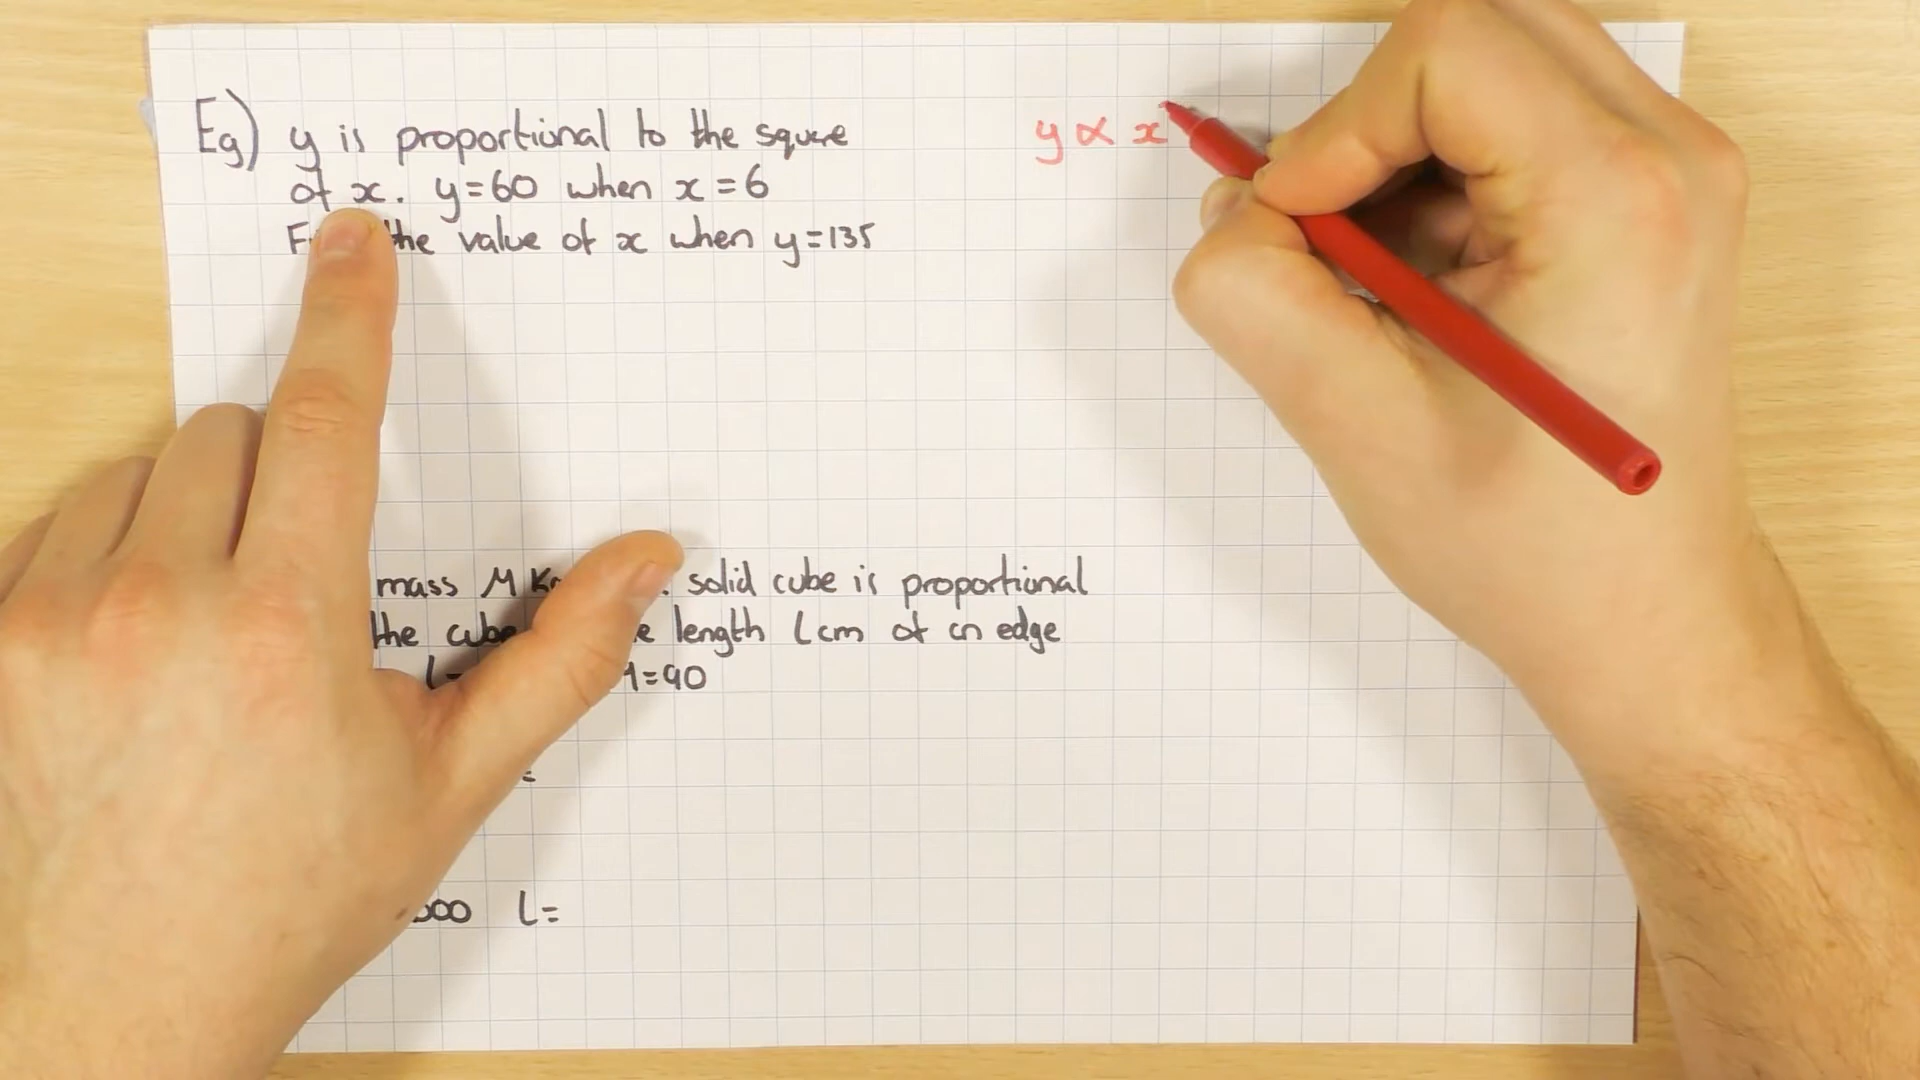 Eg) y is proportional to the square
of x. y=60 when x=6
the value of x when y=135
y ∝ x
mass M solid cube is proportional
the cube length l cm of an edge
=90
=
000 l=